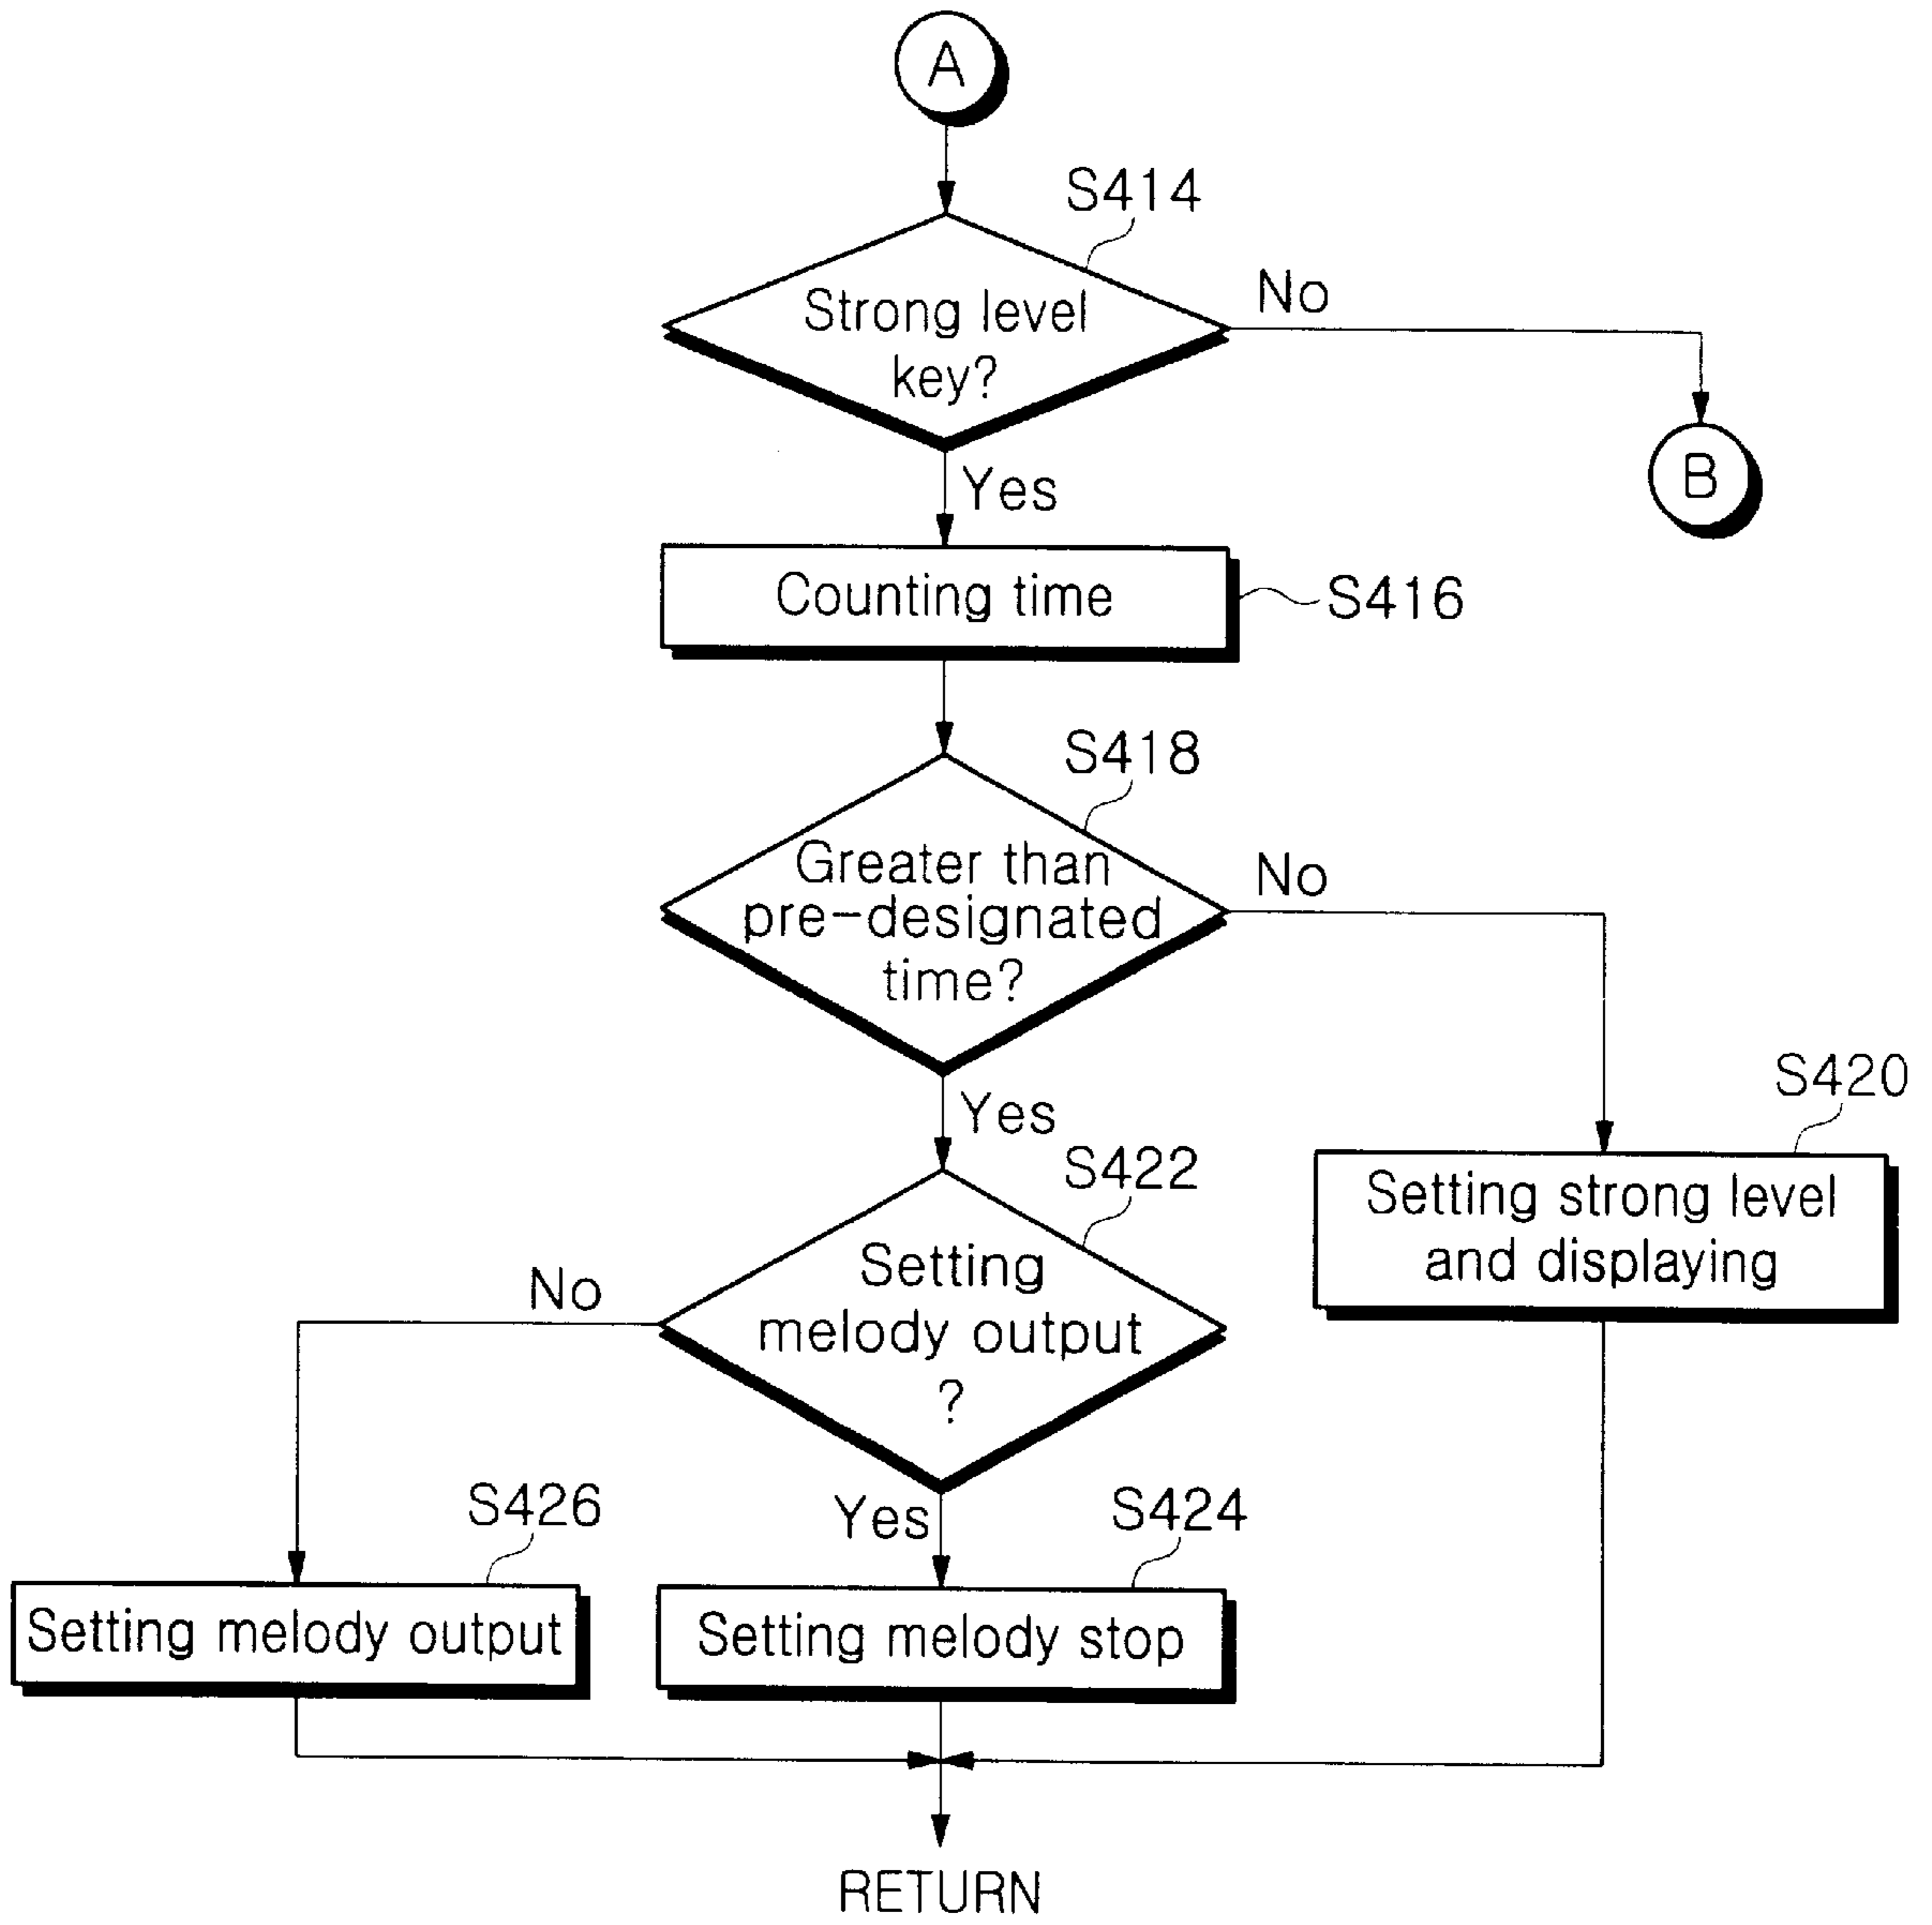 A
S414
Strong level
key?
No
B
Yes
Counting time
S416
S418
Greater than
pre-designated
time?
No
Yes
S420
Setting strong level
and displaying
S422
Setting
melody output
?
No
Yes
S426
Setting melody output
S424
Setting melody stop
RETURN